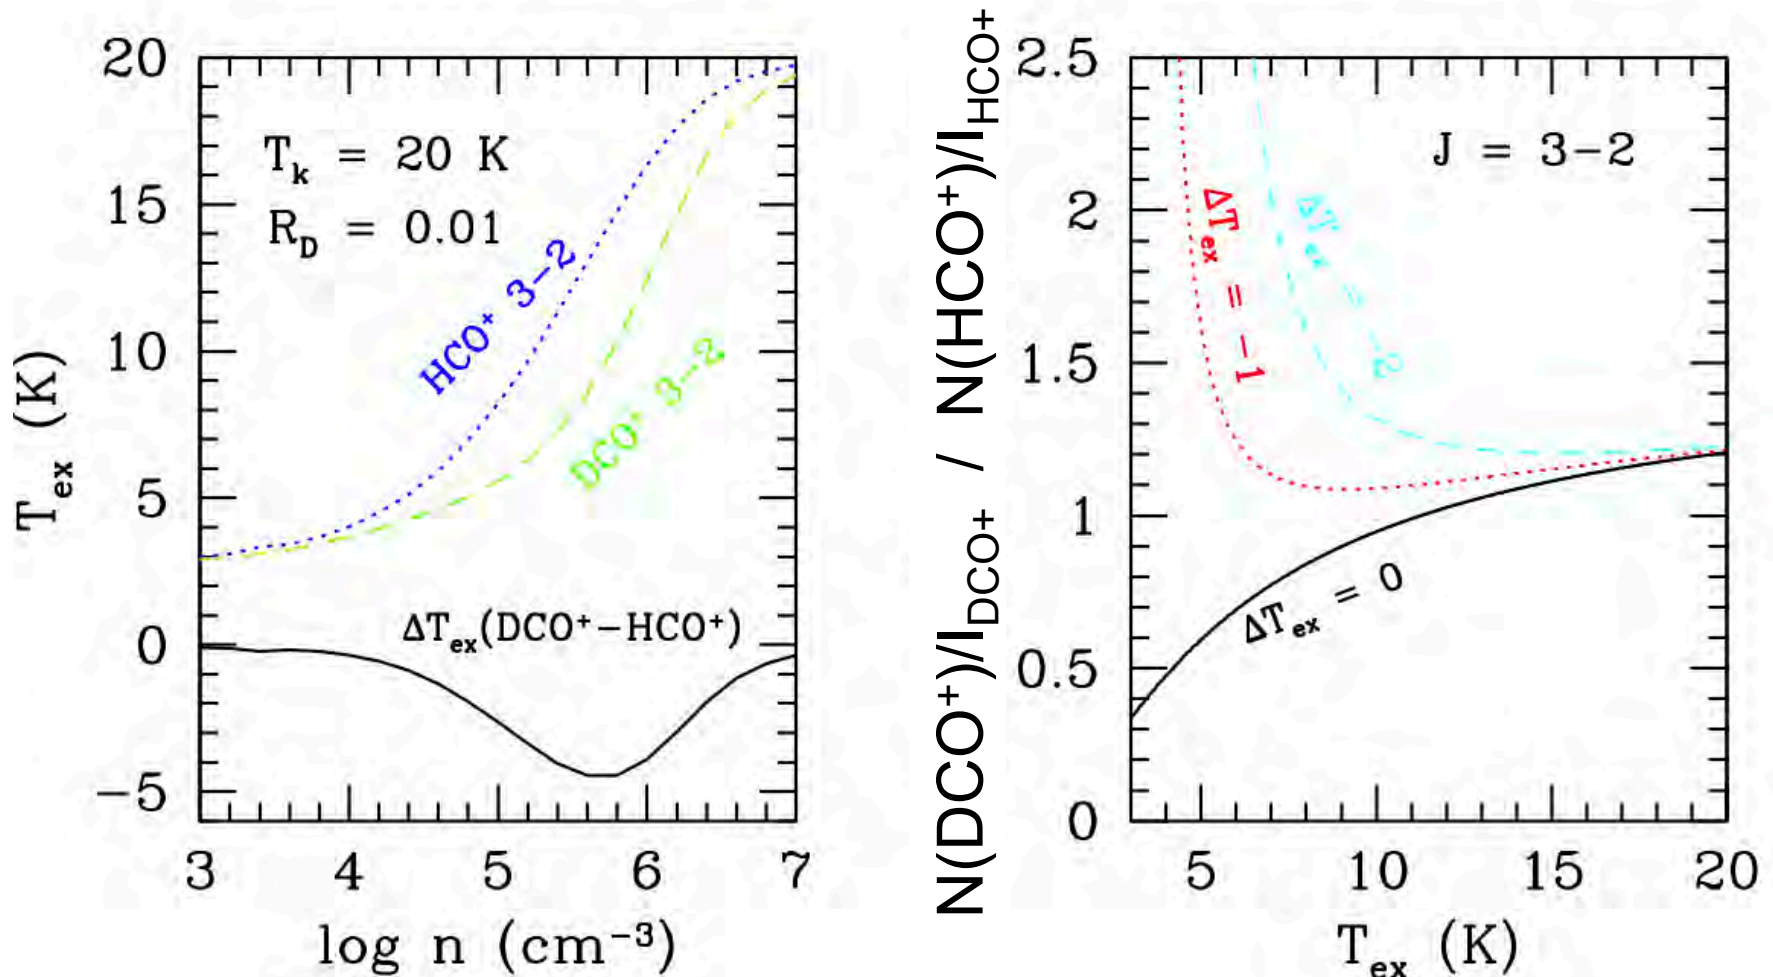 20
15
10
5
0
−5
T_ex (K)
T_k = 20 K
R_D = 0.01
HCO⁺ 3−2
DCO⁺ 3−2
ΔT_ex(DCO⁺−HCO⁺)
3 4 5 6 7
log n (cm⁻³)
N(DCO⁺)/I_DCO+ / N(HCO⁺)/I_HCO+
2.5
2
1.5
1
0.5
0
J = 3−2
ΔT_ex = −1
ΔT_ex = −2
ΔT_ex = 0
5 10 15 20
T_ex (K)